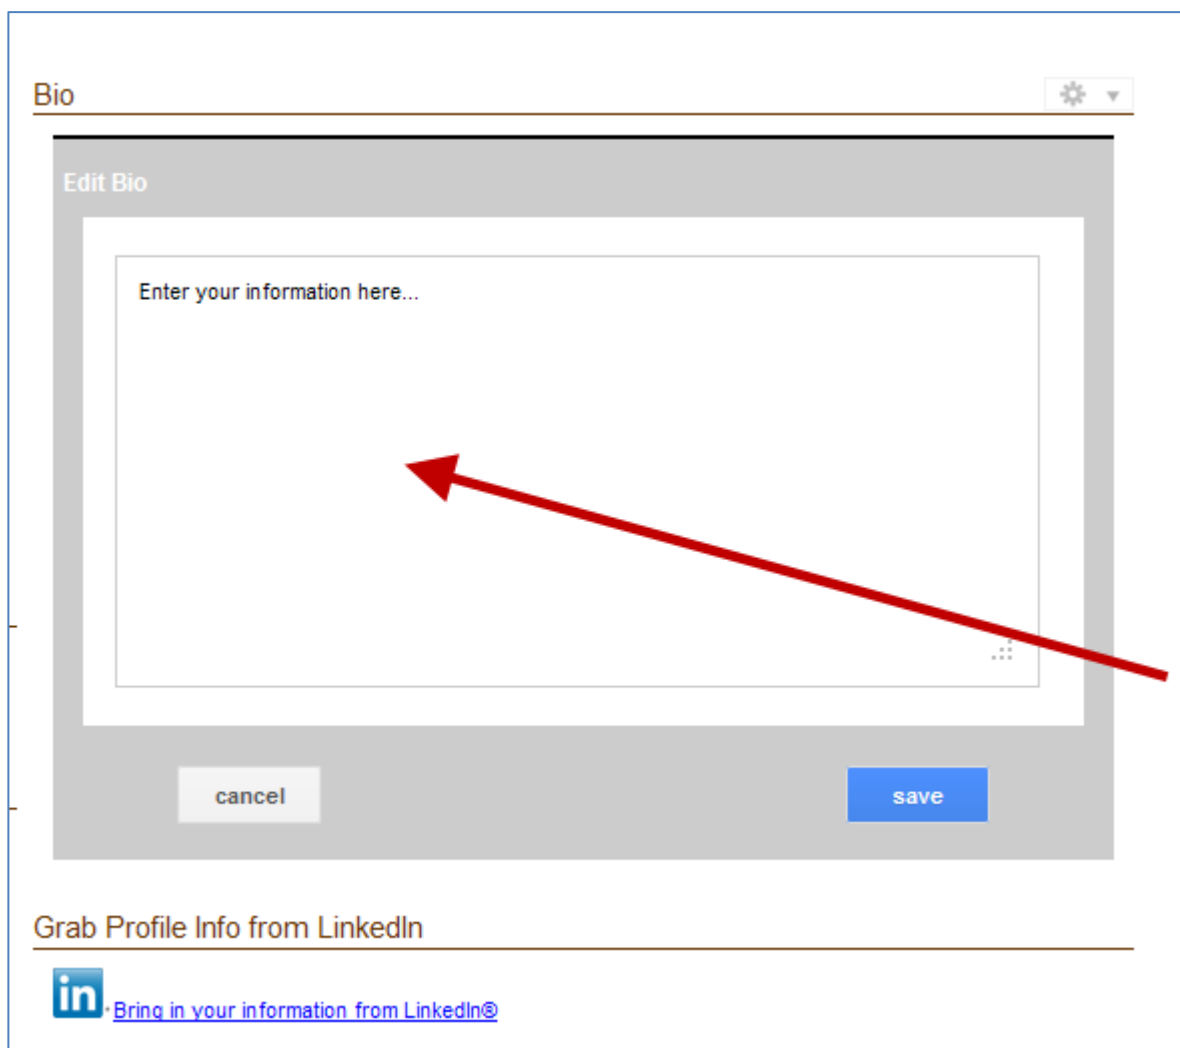 Bio
Edit Bio
Enter your information here...
cancel
save
Grab Profile Info from LinkedIn
in
Bring in your information from LinkedIn®